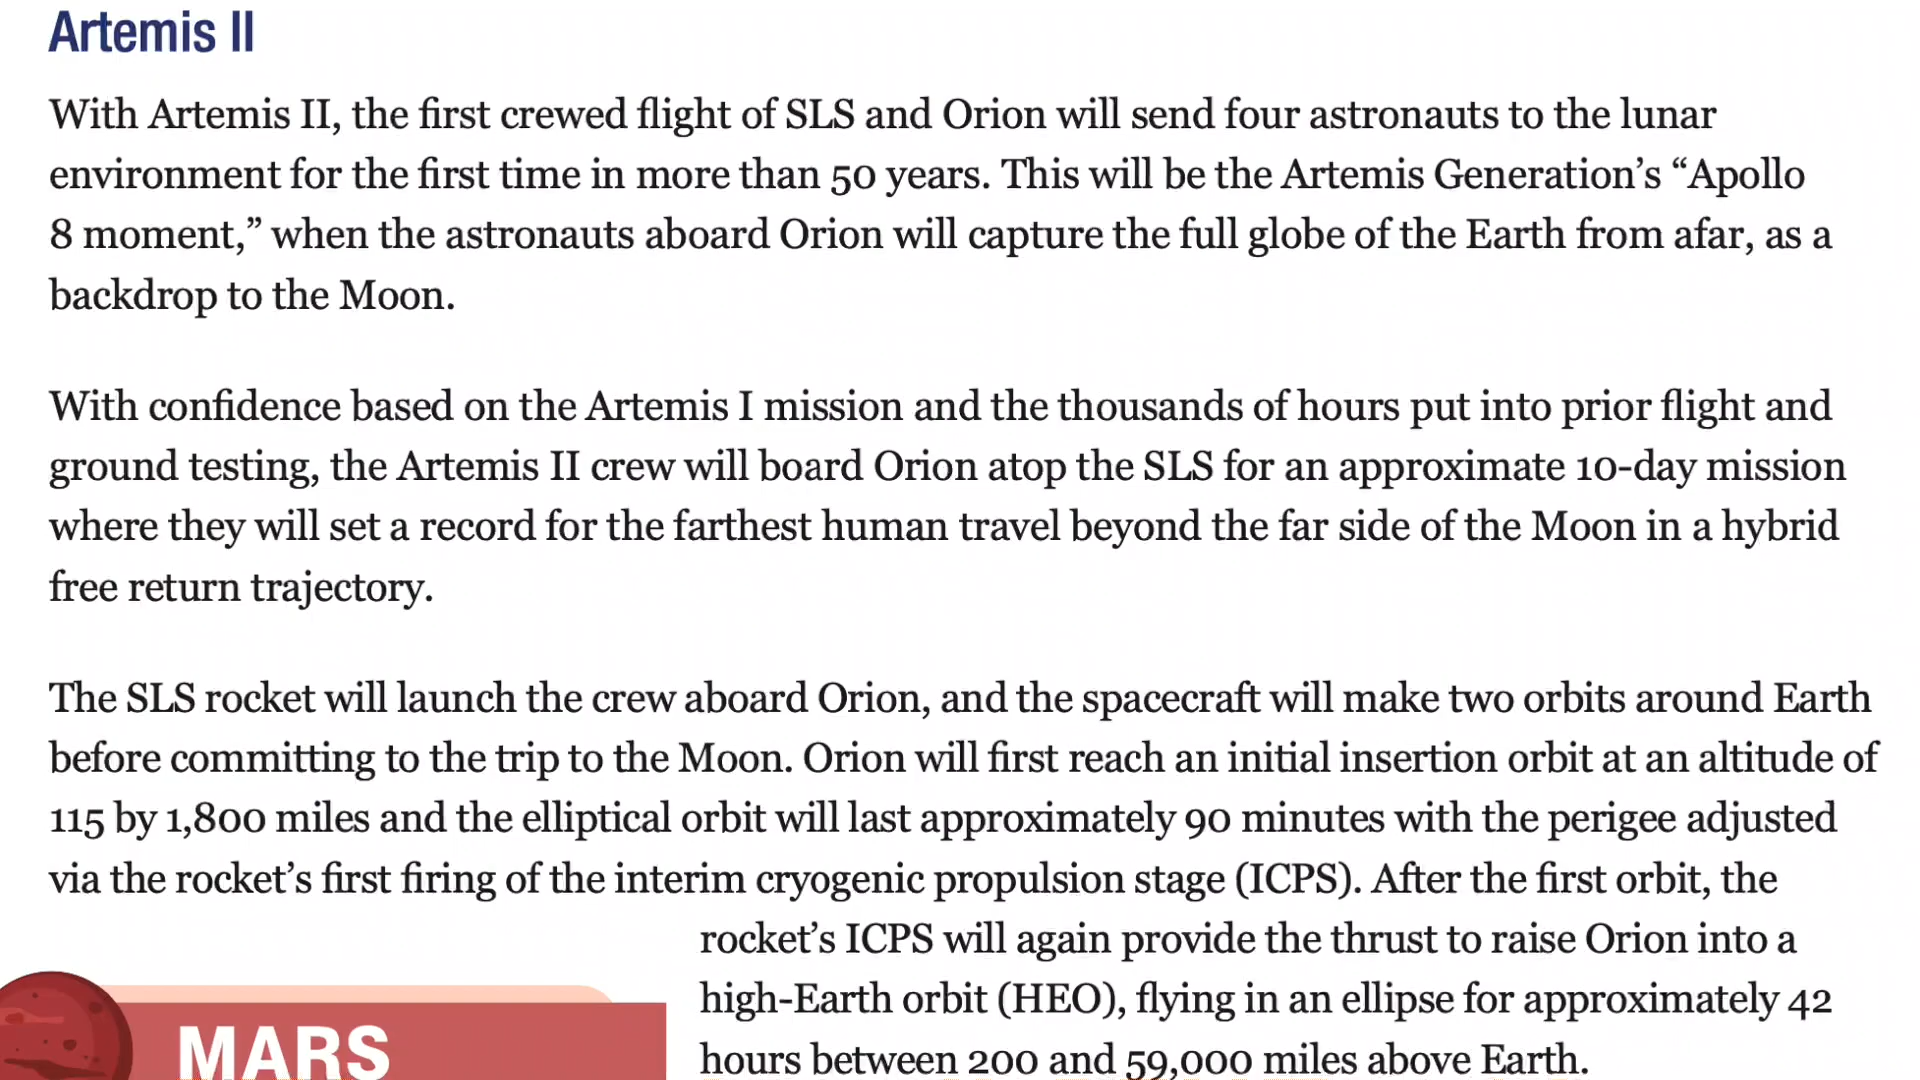 Artemis II
With Artemis II, the first crewed flight of SLS and Orion will send four astronauts to the lunar
environment for the first time in more than 50 years. This will be the Artemis Generation’s “Apollo
8 moment,” when the astronauts aboard Orion will capture the full globe of the Earth from afar, as a
backdrop to the Moon.
With confidence based on the Artemis I mission and the thousands of hours put into prior flight and
ground testing, the Artemis II crew will board Orion atop the SLS for an approximate 10-day mission
where they will set a record for the farthest human travel beyond the far side of the Moon in a hybrid
free return trajectory.
The SLS rocket will launch the crew aboard Orion, and the spacecraft will make two orbits around Earth
before committing to the trip to the Moon. Orion will first reach an initial insertion orbit at an altitude of
115 by 1,800 miles and the elliptical orbit will last approximately 90 minutes with the perigee adjusted
via the rocket’s first firing of the interim cryogenic propulsion stage (ICPS). After the first orbit, the
rocket’s ICPS will again provide the thrust to raise Orion into a
high-Earth orbit (HEO), flying in an ellipse for approximately 42
hours between 200 and 59,000 miles above Earth.
MARS